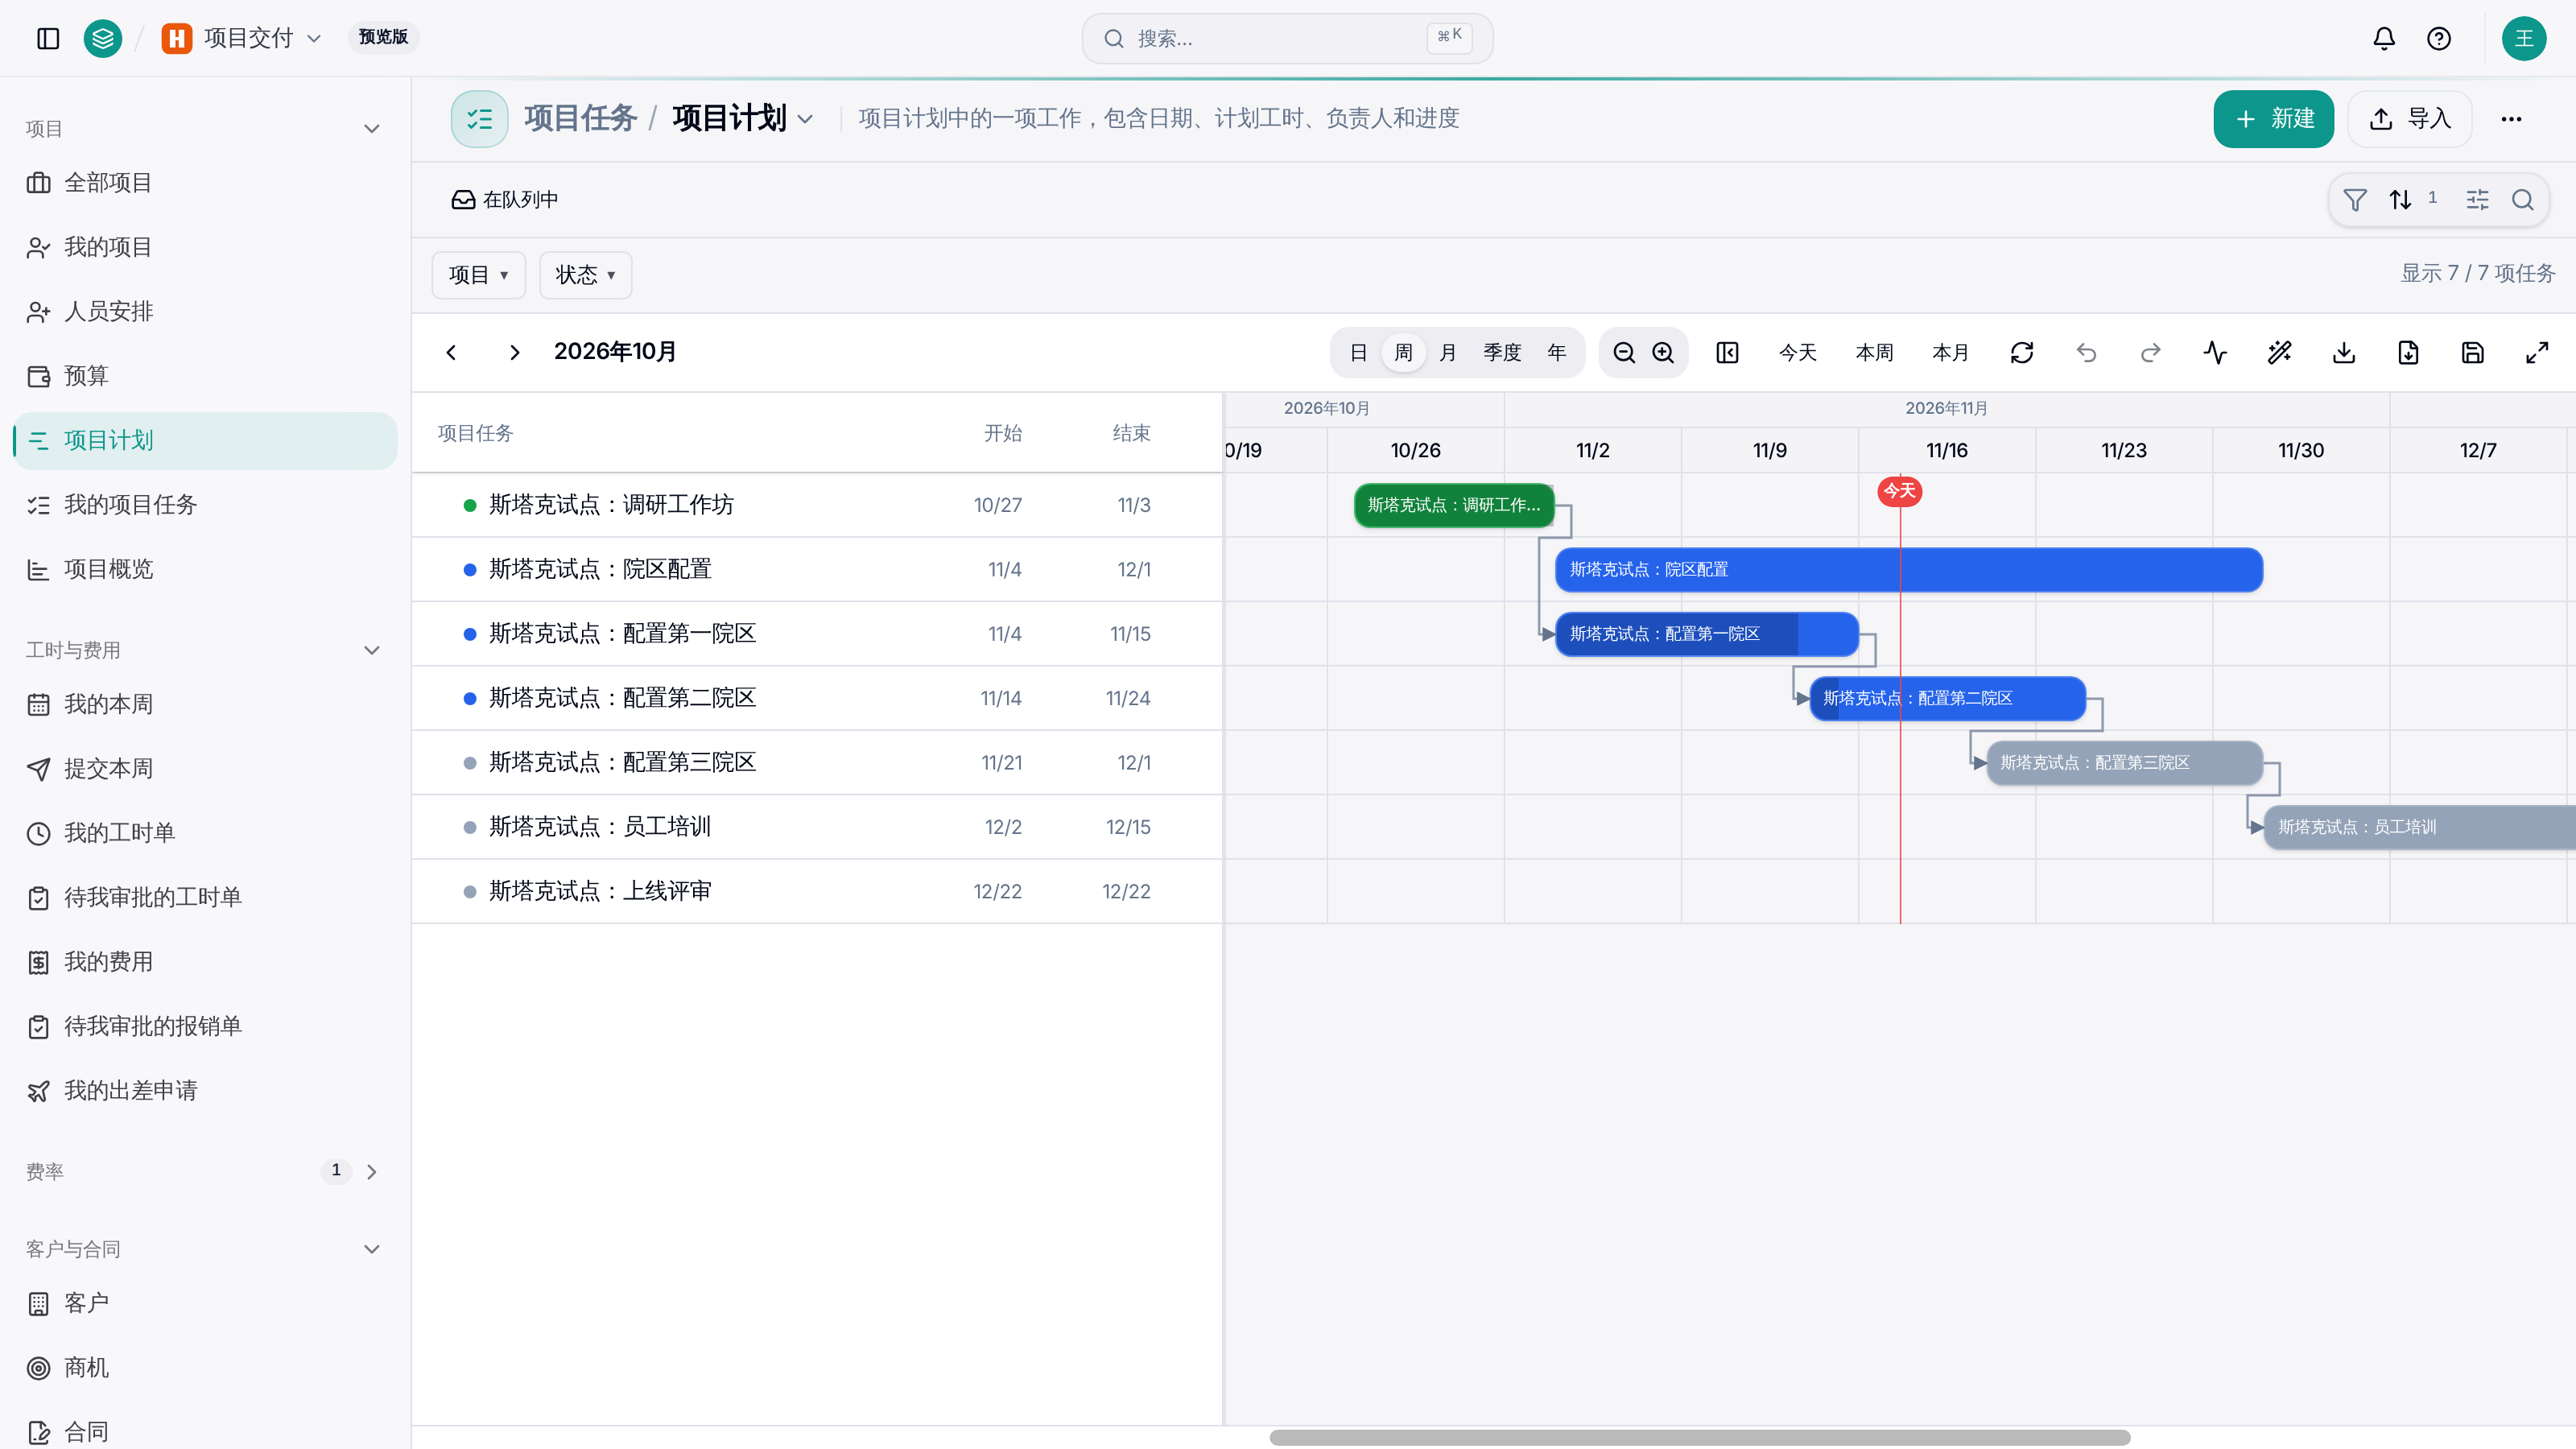 项目交付 预览版 搜索... ⌘K 王
项目
全部项目
我的项目
人员安排
预算
项目计划
我的项目任务
项目概览
工时与费用
我的本周
提交本周
我的工时单
待我审批的工时单
我的费用
待我审批的报销单
我的出差申请
费率 1
客户与合同
客户
商机
合同
项目任务 / 项目计划 项目计划中的一项工作，包含日期、计划工时、负责人和进度 新建 导入
在队列中 1
项目 状态 显示 7 / 7 项任务
2026年10月 日 周 月 季度 年 今天 本周 本月
项目任务 开始 结束
2026年10月 2026年11月
0/19 10/26 11/2 11/9 11/16 11/23 11/30 12/7
今天
斯塔克试点：调研工作坊 10/27 11/3 斯塔克试点：调研工作...
斯塔克试点：院区配置 11/4 12/1 斯塔克试点：院区配置
斯塔克试点：配置第一院区 11/4 11/15 斯塔克试点：配置第一院区
斯塔克试点：配置第二院区 11/14 11/24 斯塔克试点：配置第二院区
斯塔克试点：配置第三院区 11/21 12/1 斯塔克试点：配置第三院区
斯塔克试点：员工培训 12/2 12/15 斯塔克试点：员工培训
斯塔克试点：上线评审 12/22 12/22